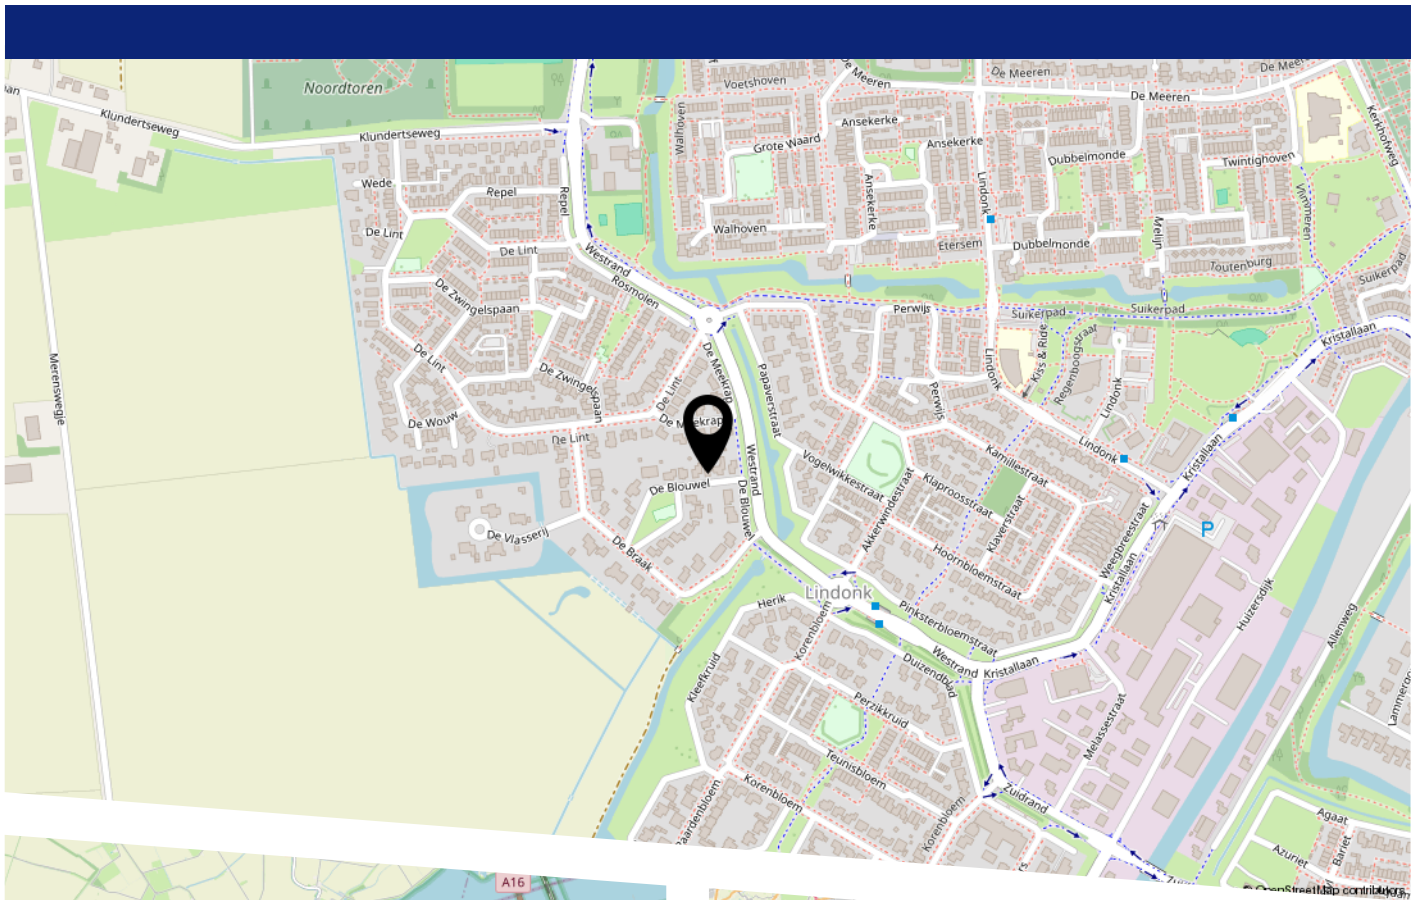 Voetshoven
De Meeren
De Meeren
Noordtoren
De Meeren
Klundertseweg
Klundertseweg
Walhoven
Ansekerke
Kerkhofweg
Grote Waard
Ansekerke
Dubbelmonde
Twintighoven
Wede
Repel
Repel
Ansekerke
Lindonk
Vimmeren
De Lint
Walhoven
Etersem
Dubbelmonde
Melijn
De Lint
Westrand
Toutenburg
Suikerpad
De Zwingelspaan
Rosmolen
Perwijs
Suikerpad
Suikerpad
Kristallaan
Merenswegje
De Lint
De Meekrap
Papaverstraat
Lindonk
Kiss & Ride
Regenboogstraat
De Zwingelspaan
De Lint
Perwijs
Lindonk
De Wouw
De Meekrap
De Lint
Lindonk
Kristallaan
Westrand
Vogelwikkestraat
Kamillestraat
De Blouwel
De Blouwel
Klaproosstraat
Akkerwindestraat
Klaverstraat
P
De Vlasserij
De Braak
Hoornbloemstraat
Weegbreestraat
Kristallaan
Lindonk
Herik
Huizersdijk
Pinksterbloemstraat
Korenbloem
Allenweg
Westrand
Kristallaan
Duizendblad
Kleefkruid
Perzikkruid
Melassestraat
Teunisbloem
Korenbloem
Korenbloem
Zuidrand
Agaat
Azuriet
Bariet
A16
© OpenStreetMap contributors